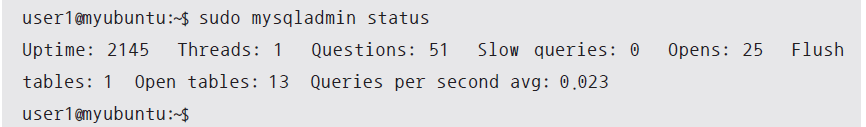 user1@myubuntu:~$ sudo mysqladmin status
Uptime: 2145  Threads: 1  Questions: 51  Slow queries: 0  Opens: 25  Flush
tables: 1  Open tables: 13  Queries per second avg: 0.023
user1@myubuntu:~$